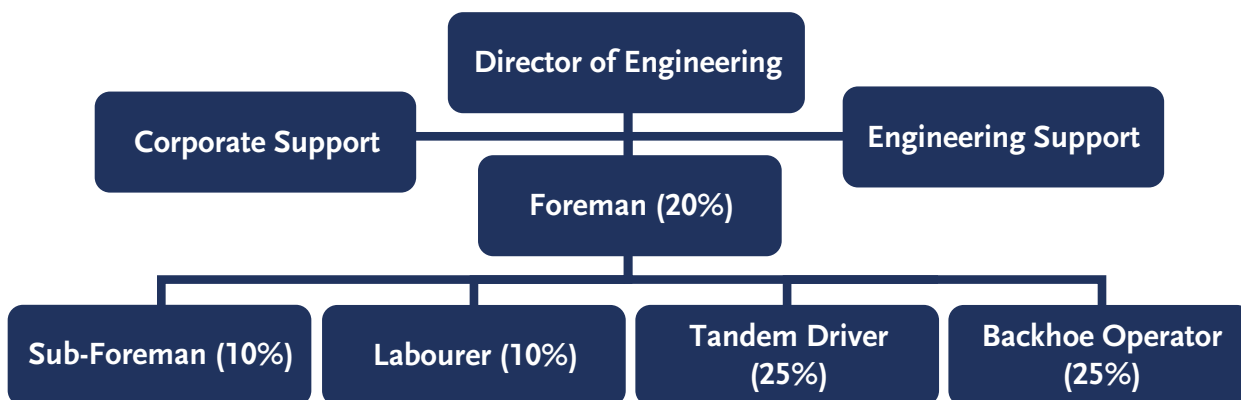 Director of Engineering
Corporate Support
Engineering Support
Foreman (20%)
Sub-Foreman (10%)
Labourer (10%)
Tandem Driver
(25%)
Backhoe Operator
(25%)